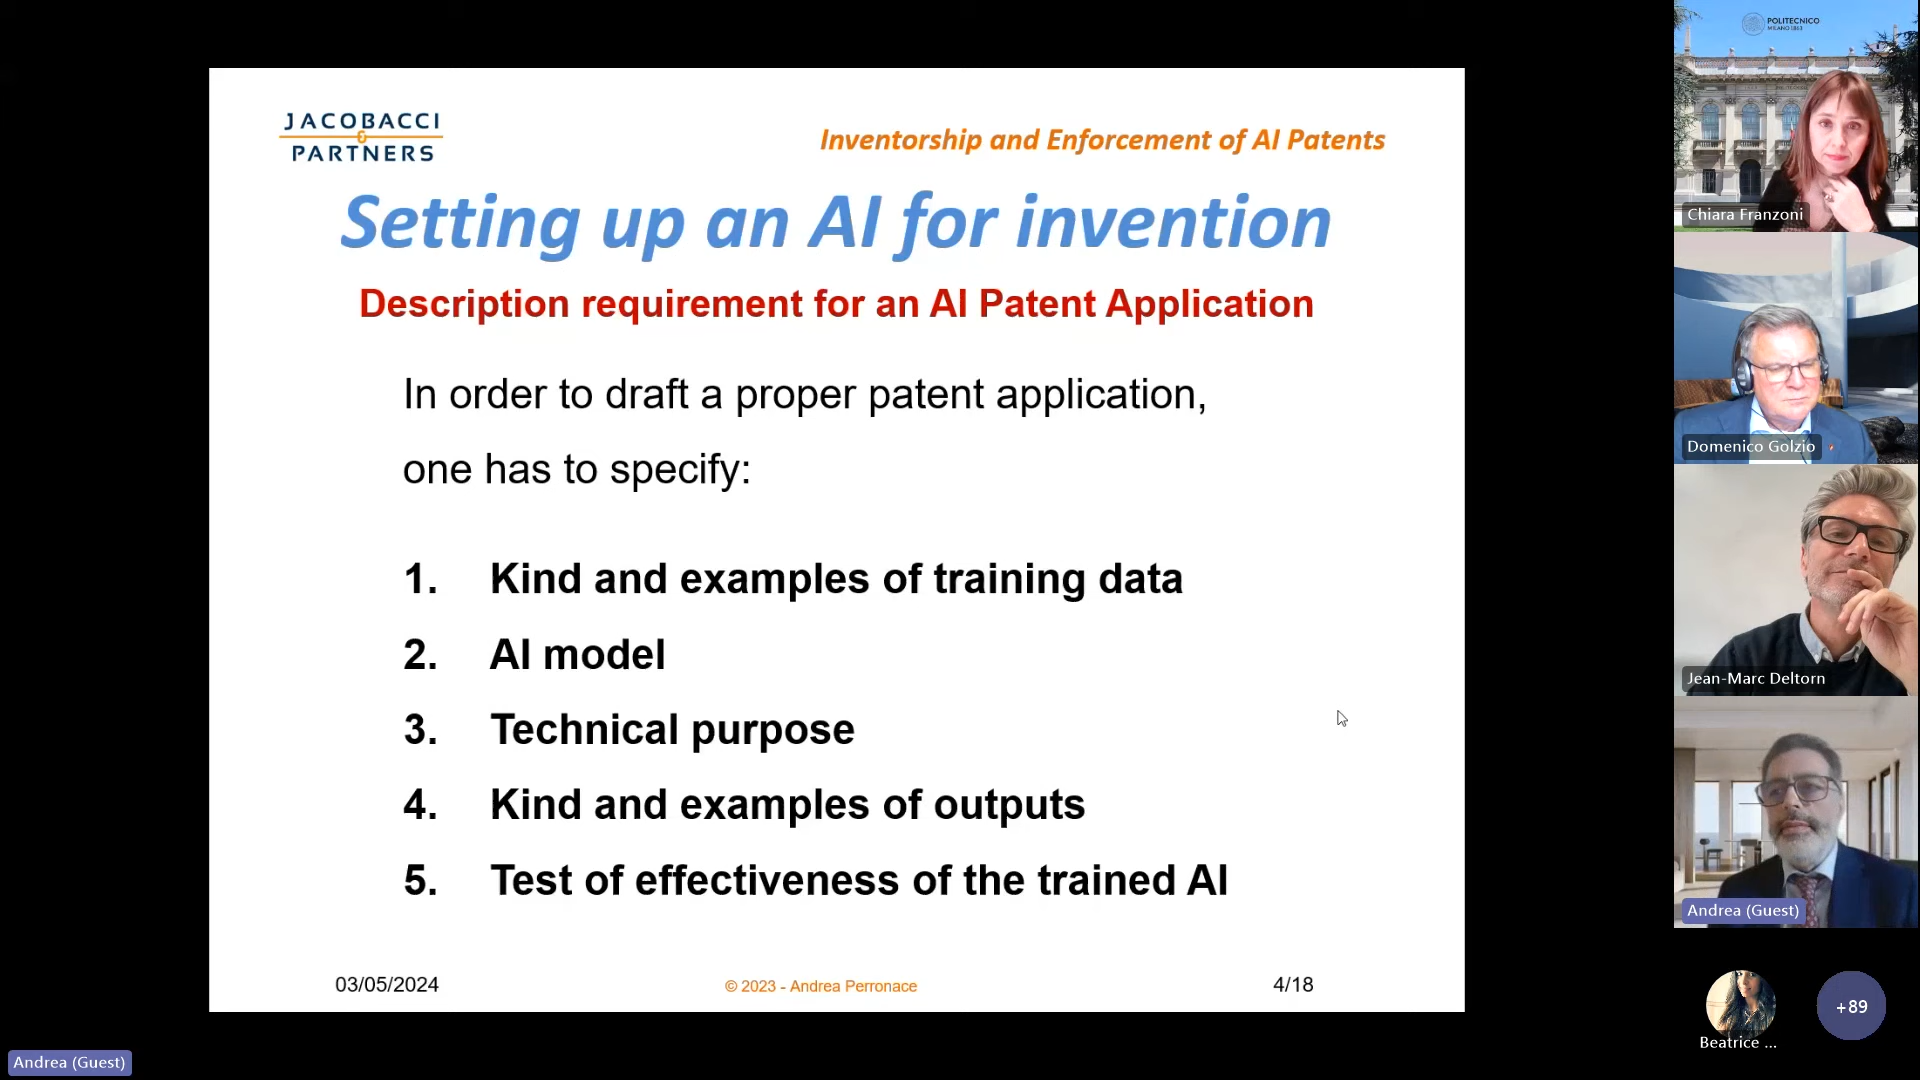 JACOBACCI
&
PARTNERS
Inventorship and Enforcement of AI Patents
Setting up an AI for invention
Description requirement for an AI Patent Application
In order to draft a proper patent application,
one has to specify:
1. Kind and examples of training data
2. AI model
3. Technical purpose
4. Kind and examples of outputs
5. Test of effectiveness of the trained AI
03/05/2024
© 2023 - Andrea Perronace
4/18
Andrea (Guest)
POLITECNICO
MILANO 1863
Chiara Franzoni
Domenico Golzio
Jean-Marc Deltorn
Andrea (Guest)
Beatrice ...
+89